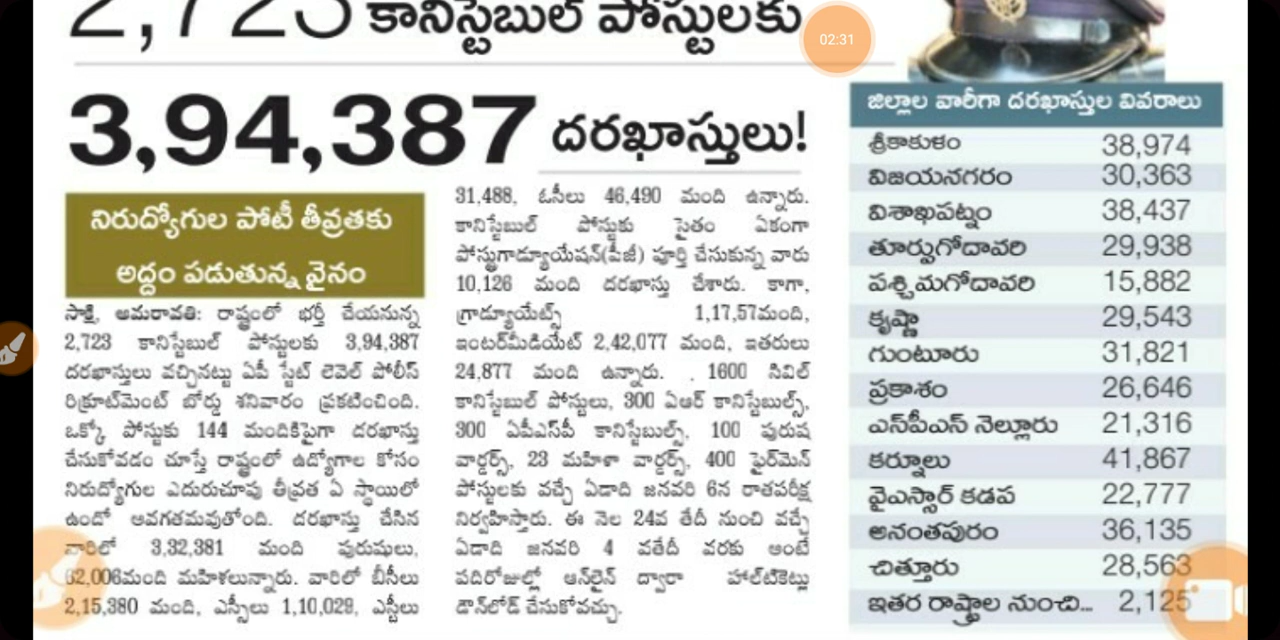 2,723 కానిస్టేబుల్ పోస్టులకు
02:31
3,94,387 దరఖాస్తులు!
నిరుద్యోగుల పోటీ తీవ్రతకు
అద్దం పడుతున్న వైనం
సాక్షి, అమరావతి: రాష్ట్రంలో భర్తీ చేయనున్న
2,723 కానిస్టేబుల్ పోస్టులకు 3,94,387
దరఖాస్తులు వచ్చినట్టు ఏపీ స్టేట్ లెవెల్ పోలీస్
రిక్రూట్‌మెంట్ బోర్డు శనివారం ప్రకటించింది.
ఒక్కో పోస్టుకు 144 మందికిపైగా దరఖాస్తు
చేసుకోవడం చూస్తే రాష్ట్రంలో ఉద్యోగాల కోసం
నిరుద్యోగుల ఎదురుచూపు తీవ్రత ఏ స్థాయిలో
ఉందో అవగతమవుతోంది. దరఖాస్తు చేసిన
వారిలో 3,32,381 మంది పురుషులు,
62,006మంది మహిళలున్నారు. వారిలో బీసీలు
2,15,380 మంది, ఎస్సీలు 1,10,029, ఎస్టీలు
31,488, ఓసీలు 46,490 మంది ఉన్నారు.
కానిస్టేబుల్ పోస్టుకు సైతం ఏకంగా
పోస్టుగాడ్యూయేషన్(పీజీ) పూర్తి చేసుకున్న వారు
10,126 మంది దరఖాస్తు చేశారు. కాగా,
గ్రాడ్యూయేట్స్ 1,17,57మంది,
ఇంటర్‌మీడియేట్ 2,42,077 మంది, ఇతరులు
24,877 మంది ఉన్నారు. . 1600 సివిల్
కానిస్టేబుల్ పోస్టులు, 300 ఏఆర్ కానిస్టేబుల్స్,
300 ఏపీఎస్‌పీ కానిస్టేబుల్స్, 100 పురుష
వార్డర్స్, 23 మహిళా వార్డర్స్, 400 ఫైర్‌మెన్
పోస్టులకు వచ్చే ఏడాది జనవరి 6న రాతపరీక్ష
నిర్వహిస్తారు. ఈ నెల 24వ తేదీ నుంచి వచ్చే
ఏడాది జనవరి 4 వతేదీ వరకు అంటే
పదిరోజుల్లో ఆన్‌లైన్ ద్వారా హాల్‌టికెట్లు
డౌన్‌లోడ్ చేసుకోవచ్చు.
జిల్లాల వారీగా దరఖాస్తుల వివరాలు
శ్రీకాకుళం 38,974
విజయనగరం 30,363
విశాఖపట్నం 38,437
తూర్పుగోదావరి 29,938
పశ్చిమగోదావరి 15,882
కృష్ణా 29,543
గుంటూరు 31,821
ప్రకాశం 26,646
ఎస్‌పీఎస్ నెల్లూరు 21,316
కర్నూలు 41,867
వైఎస్సార్ కడప 22,777
అనంతపురం 36,135
చిత్తూరు 28,563
ఇతర రాష్ట్రాల నుంచి... 2,125